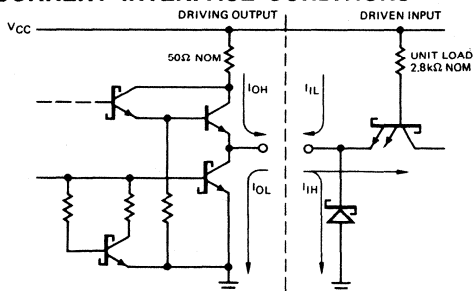 CURRENT INTERFACE CONDITIONS
DRIVING OUTPUT
DRIVEN INPUT
VCC
50Ω NOM
UNIT LOAD
2.8kΩ NOM
IOH
IIL
IOL
IIH